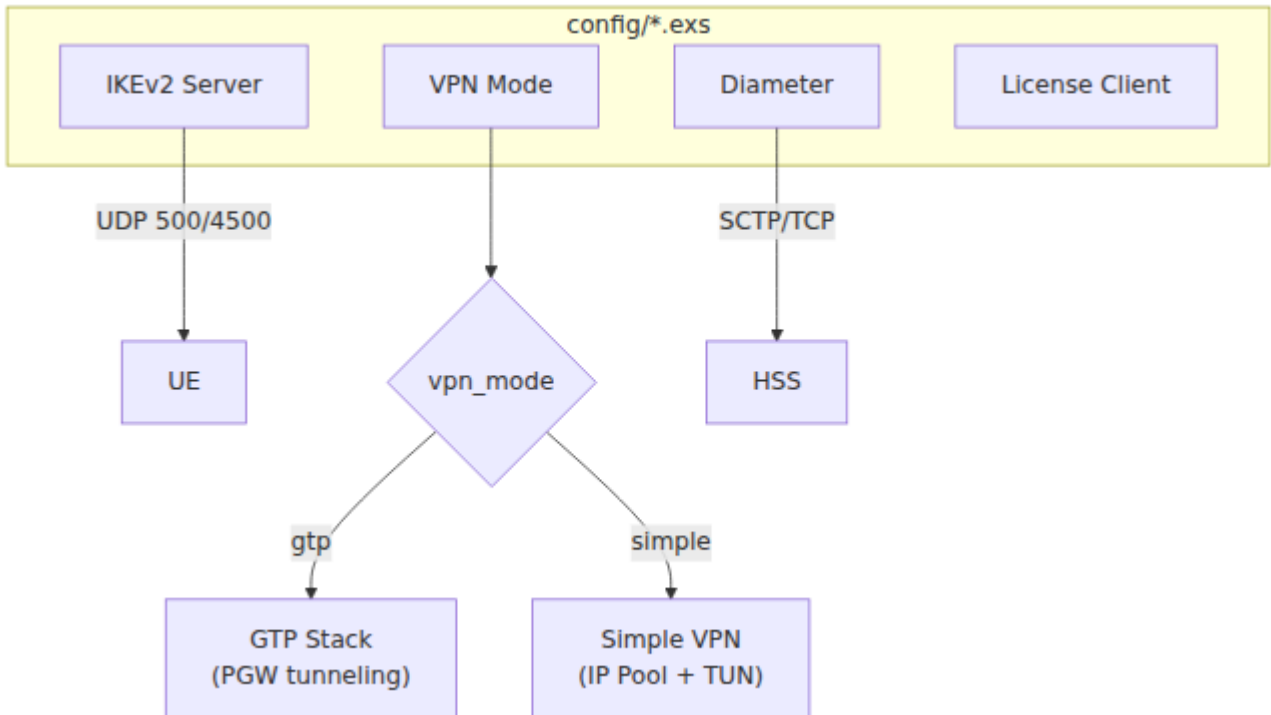 config/*.exs
IKEv2 Server
VPN Mode
Diameter
License Client
UDP 500/4500
SCTP/TCP
UE
vpn_mode
HSS
gtp
simple
GTP Stack
(PGW tunneling)
Simple VPN
(IP Pool + TUN)